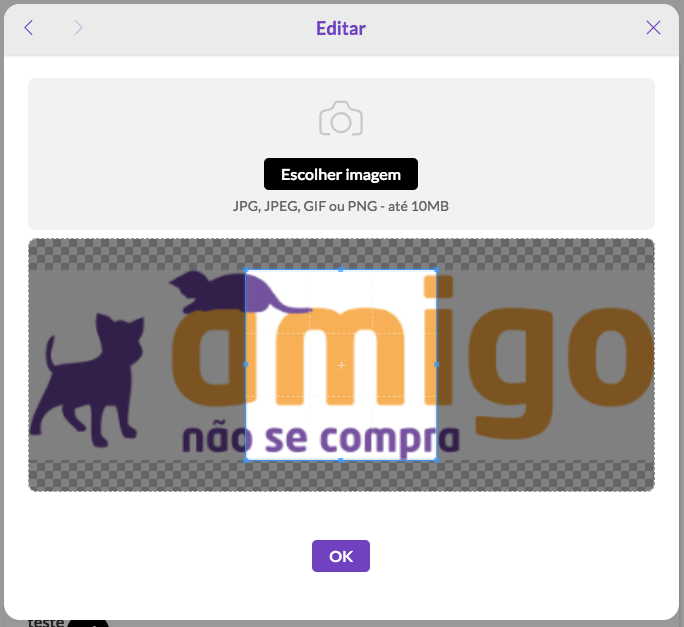 Editar
Escolher imagem
JPG, JPEG, GIF ou PNG - até 10MB
amigo
não se compra
OK
teste